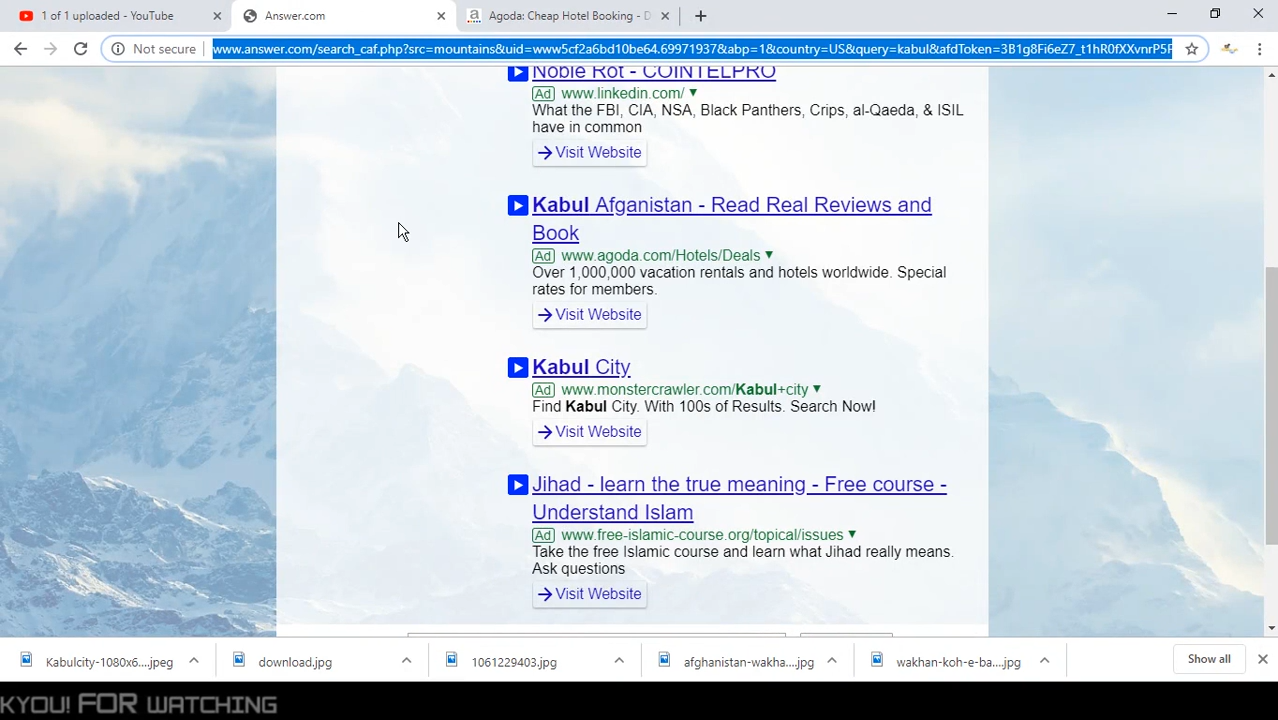 1 of 1 uploaded - YouTube
Answer.com
Agoda: Cheap Hotel Booking - D
Not secure
www.answer.com/search_caf.php?src=mountains&uid=www5cf2a6bd10be64.69971937&abp=1&country=US&query=kabul&afdToken=3B1g8Fi6eZ7_t1hR0fXXvnrP5F
Noble Rot - COINTELPRO
Ad www.linkedin.com/
What the FBI, CIA, NSA, Black Panthers, Crips, al-Qaeda, & ISIL
have in common
Visit Website
Kabul Afganistan - Read Real Reviews and
Book
Ad www.agoda.com/Hotels/Deals
Over 1,000,000 vacation rentals and hotels worldwide. Special
rates for members.
Visit Website
Kabul City
Ad www.monstercrawler.com/Kabul+city
Find Kabul City. With 100s of Results. Search Now!
Visit Website
Jihad - learn the true meaning - Free course -
Understand Islam
Ad www.free-islamic-course.org/topical/issues
Take the free Islamic course and learn what Jihad really means.
Ask questions
Visit Website
Kabulcity-1080x6....jpeg
download.jpg
1061229403.jpg
afghanistan-wakha....jpg
wakhan-koh-e-ba....jpg
Show all
KYOU! FOR WATCHING